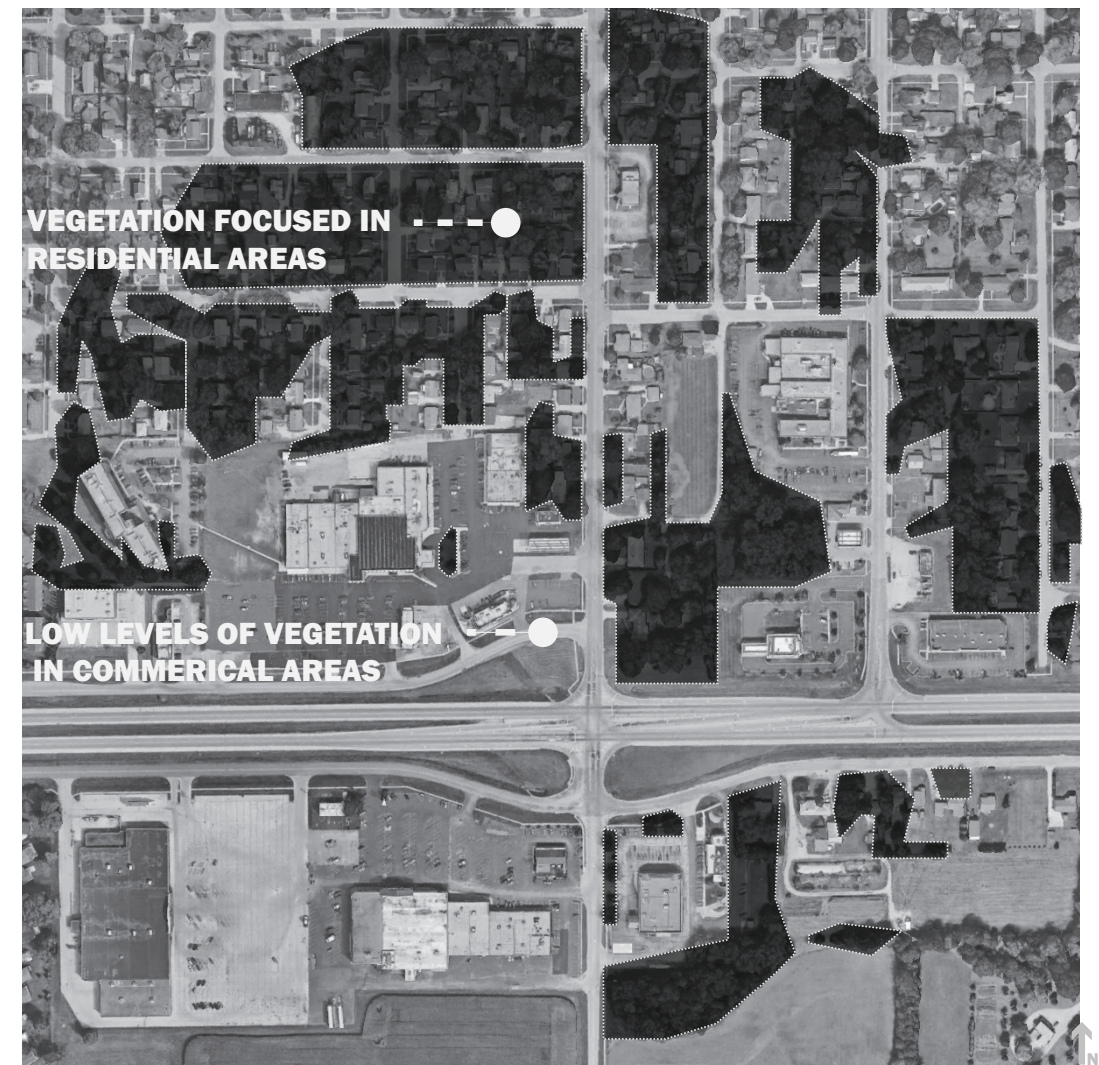 VEGETATION FOCUSED IN
RESIDENTIAL AREAS
LOW LEVELS OF VEGETATION
IN COMMERICAL AREAS
N